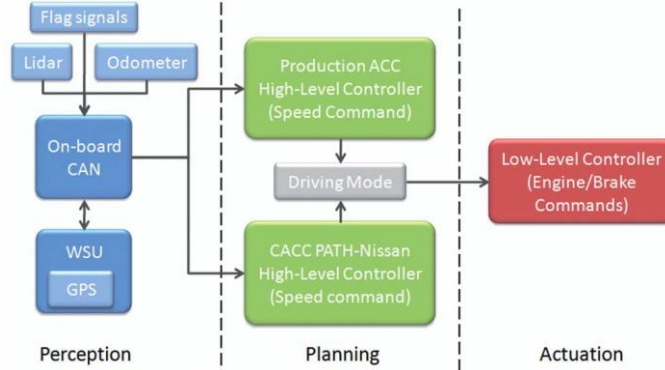 Flag signals
Lidar
Odometer
On-board
CAN
WSU
GPS
Perception
Production ACC
High-Level Controller
(Speed Command)
Driving Mode
CACC PATH-Nissan
High-Level Controller
(Speed command)
Planning
Low-Level Controller
(Engine/Brake
Commands)
Actuation